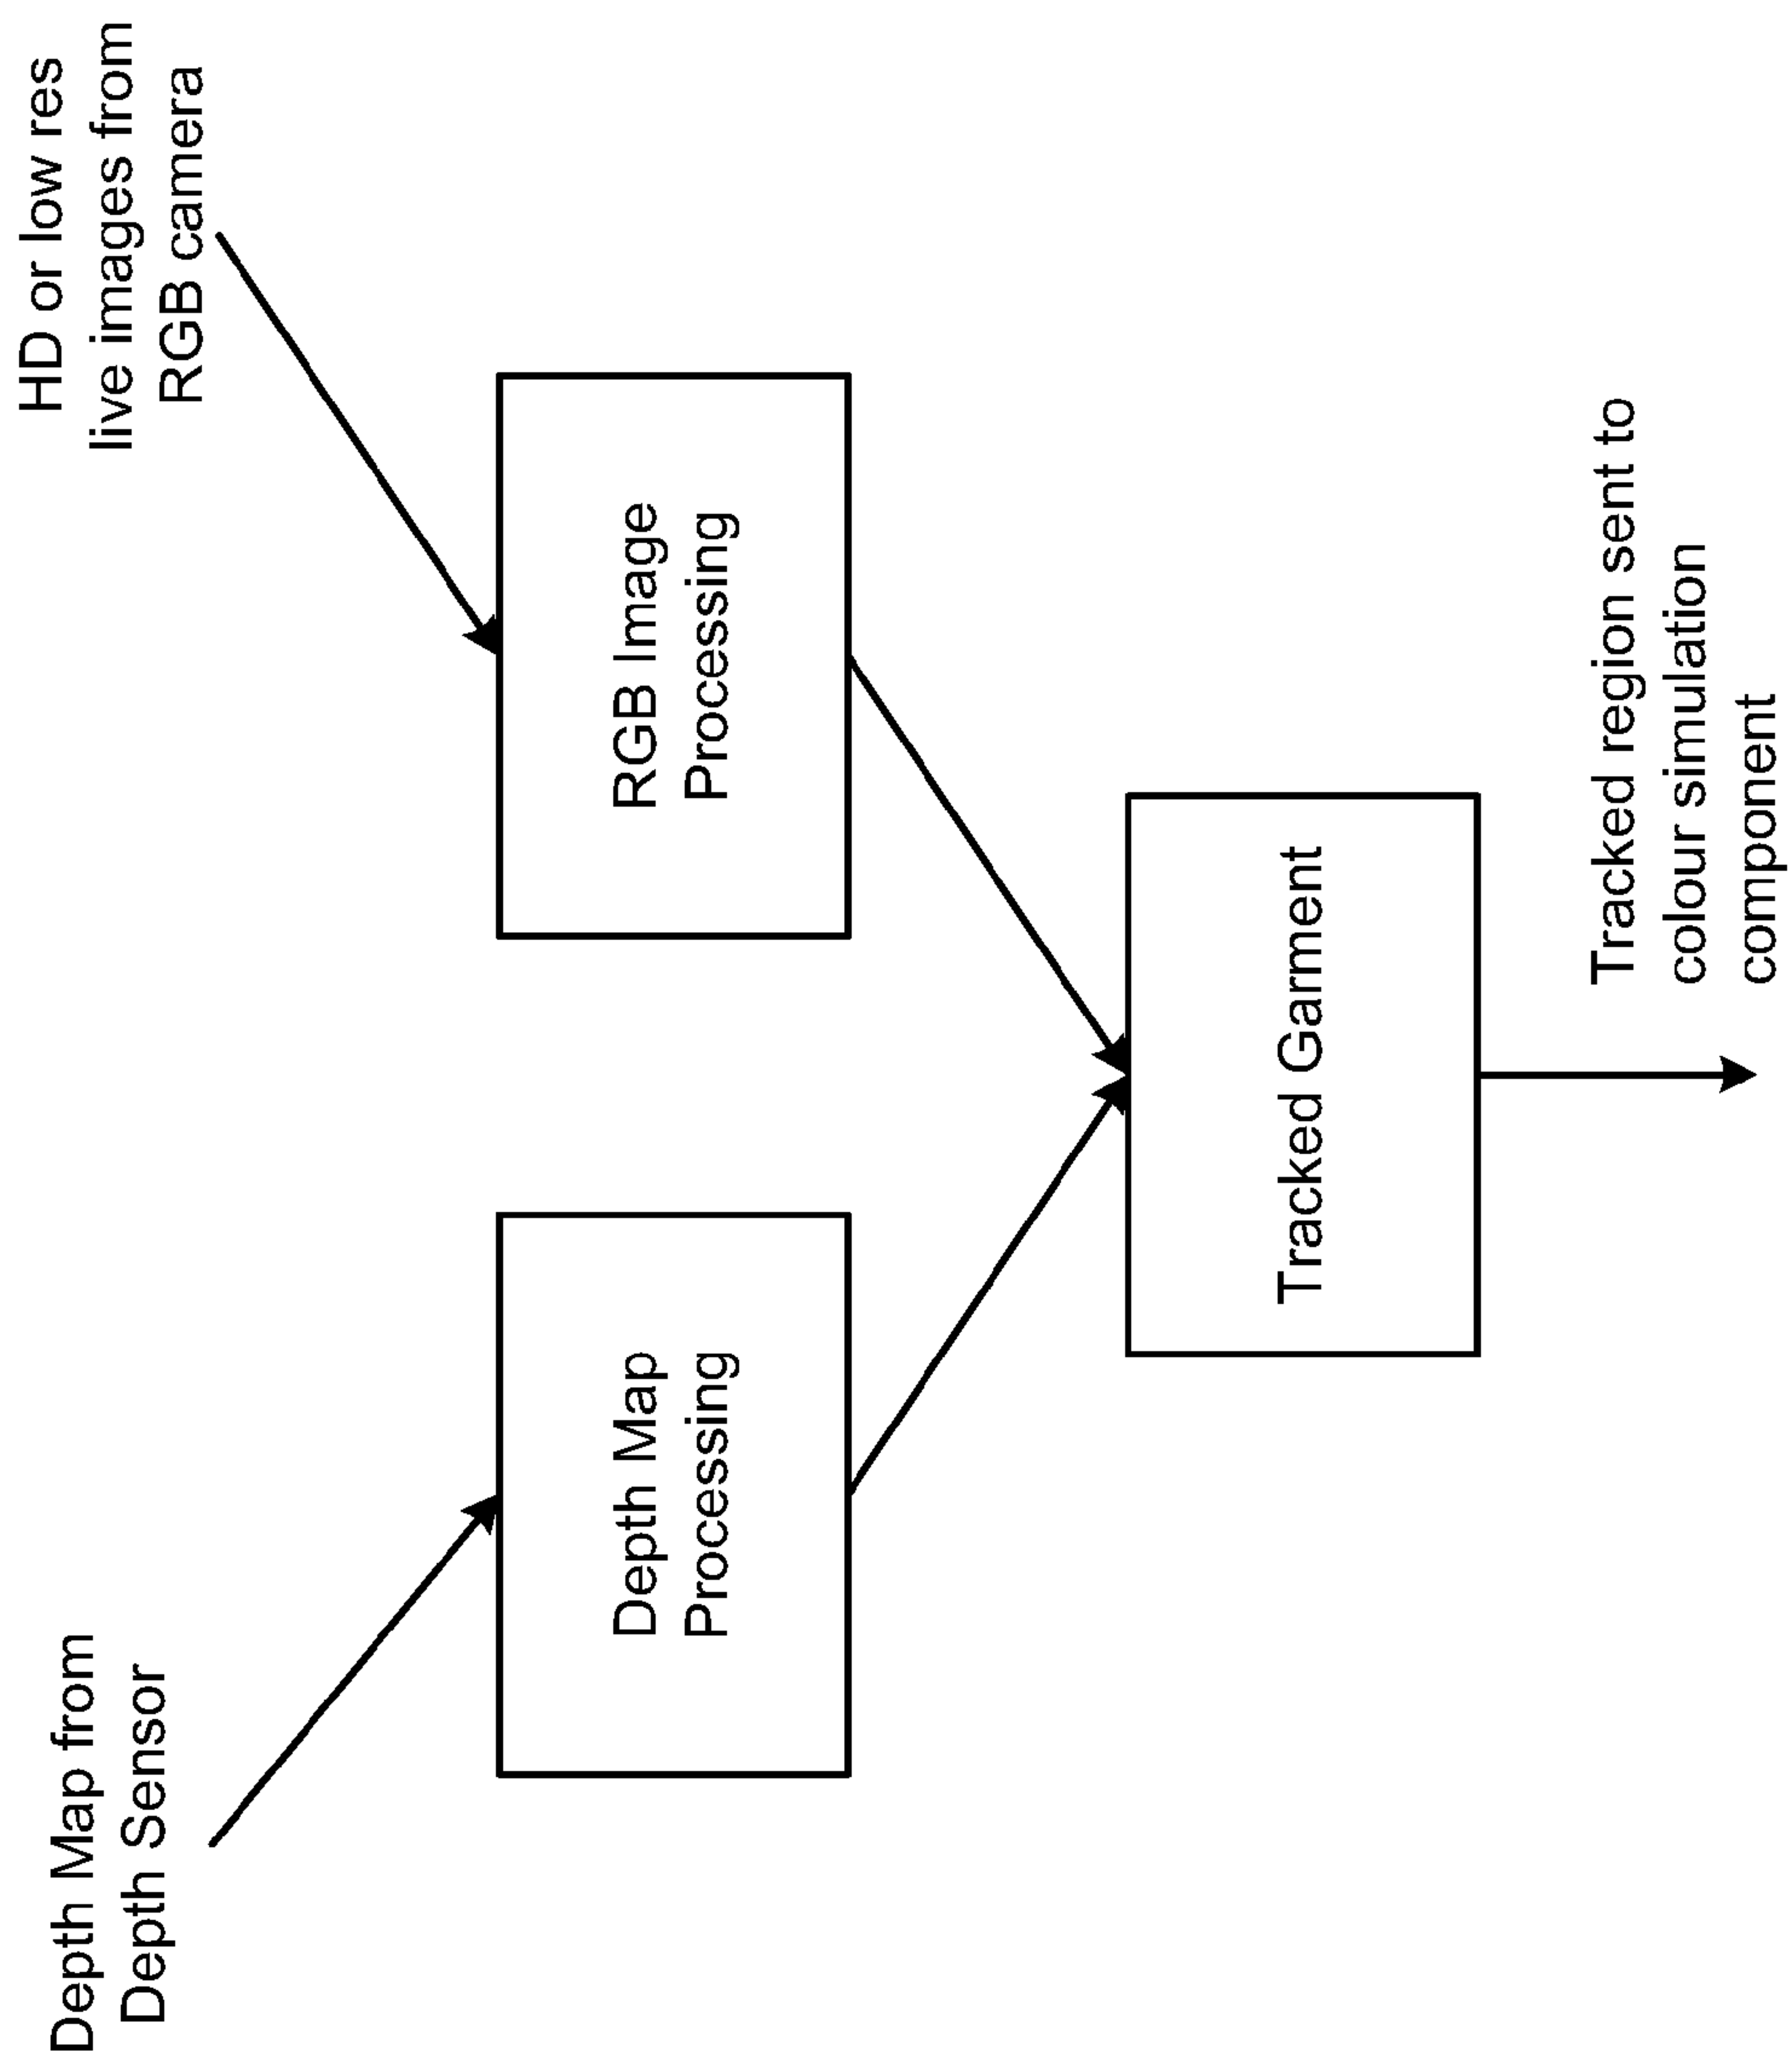 Depth Map from
Depth Sensor
HD or low res
live images from
RGB camera
Depth Map
Processing
RGB Image
Processing
Tracked Garment
Tracked region sent to
colour simulation
component